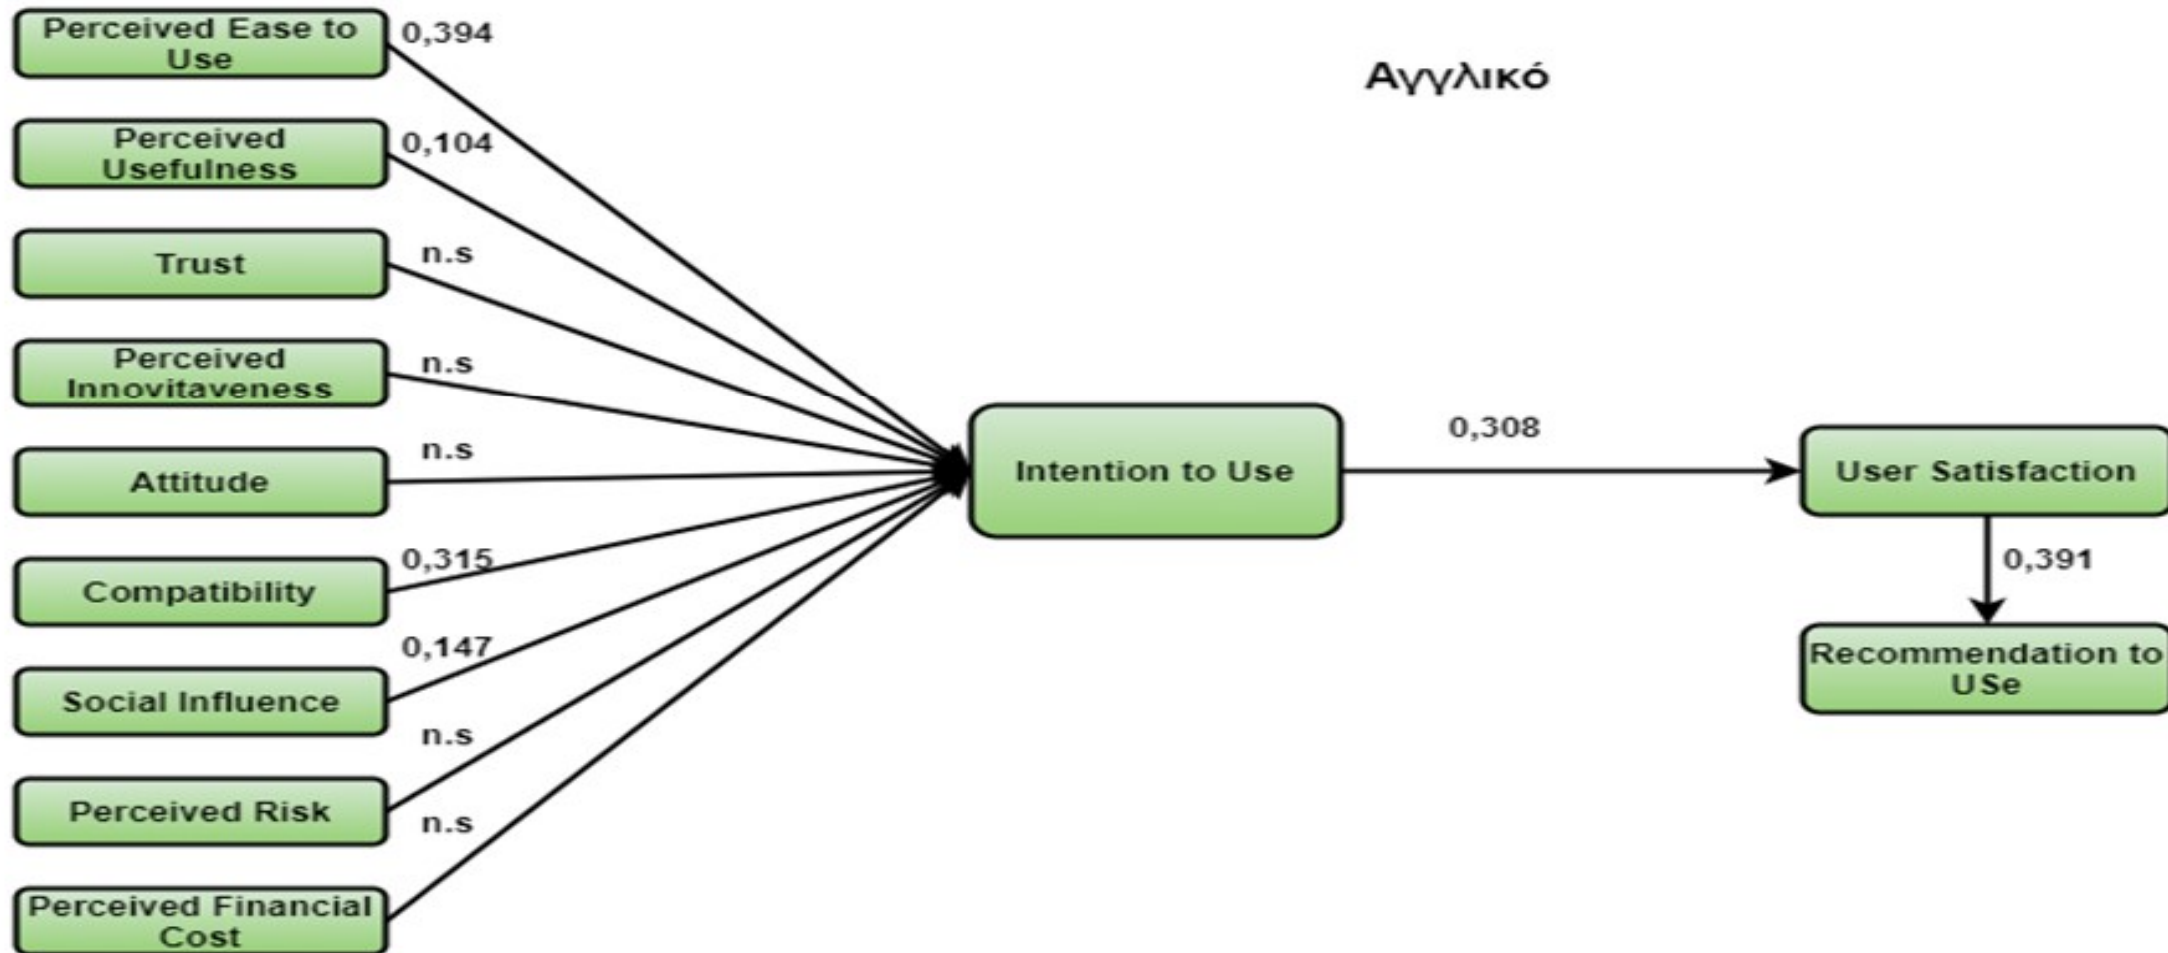 Perceived Ease to
Use
0,394
Αγγλικό
Perceived
Usefulness
0,104
Trust
n.s
Perceived
Innovitaveness
n.s
Attitude
n.s
Compatibility
0,315
Social Influence
0,147
Perceived Risk
n.s
Perceived Financial
Cost
n.s
Intention to Use
0,308
User Satisfaction
0,391
Recommendation to
USe